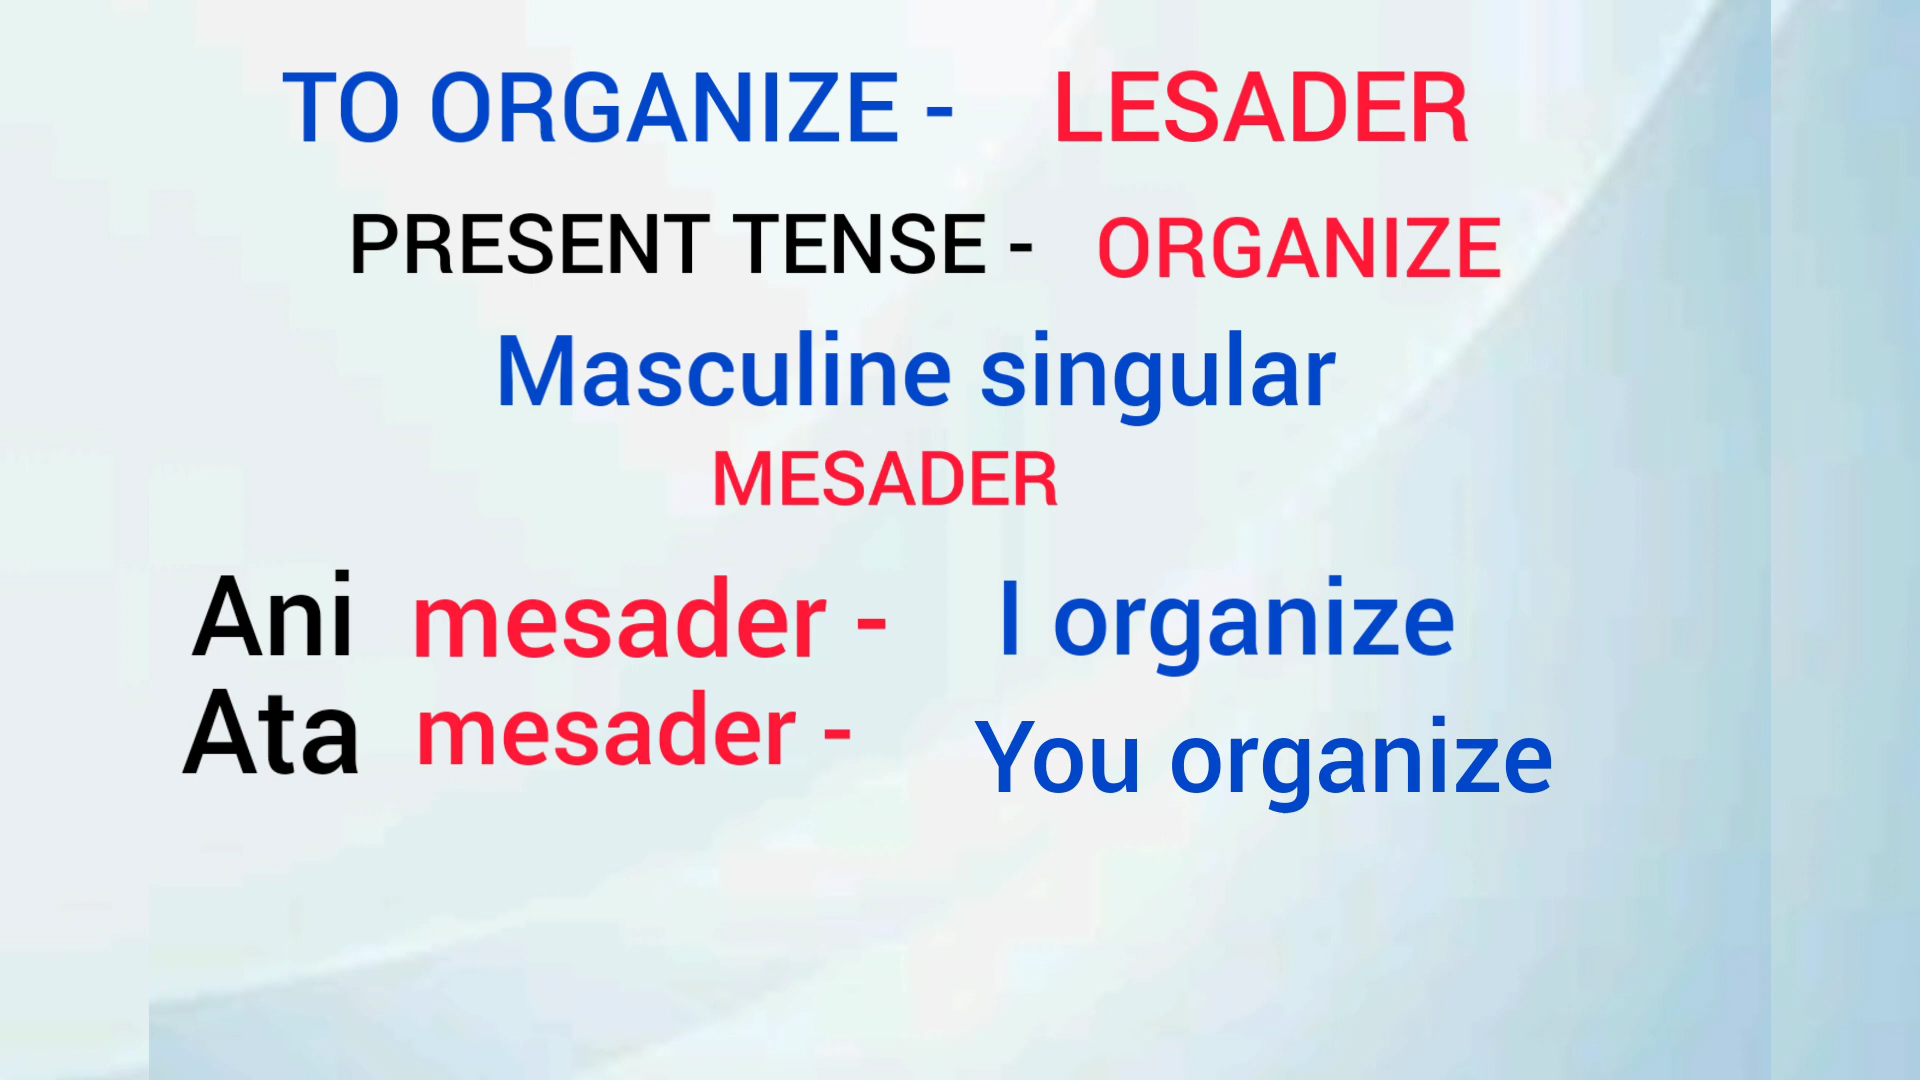 TO ORGANIZE - LESADER
PRESENT TENSE - ORGANIZE
Masculine singular
MESADER
Ani mesader - I organize
Ata mesader - You organize